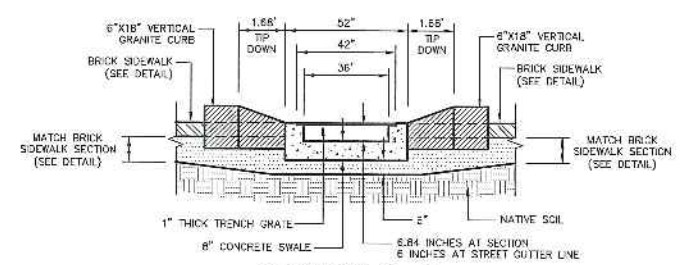 1.66' 52" 1.66'
6"X18" VERTICAL
GRANITE CURB
TIP
DOWN
42"
TIP
DOWN
6"X18" VERTICAL
GRANITE CURB
36"
BRICK SIDEWALK
(SEE DETAIL)
BRICK SIDEWALK
(SEE DETAIL)
MATCH BRICK
SIDEWALK SECTION
(SEE DETAIL)
MATCH BRICK
SIDEWALK SECTION
(SEE DETAIL)
1" THICK TRENCH GRATE
NATIVE SOIL
8" CONCRETE SWALE
6.84 INCHES AT SECTION
6 INCHES AT STREET GUTTER LINE